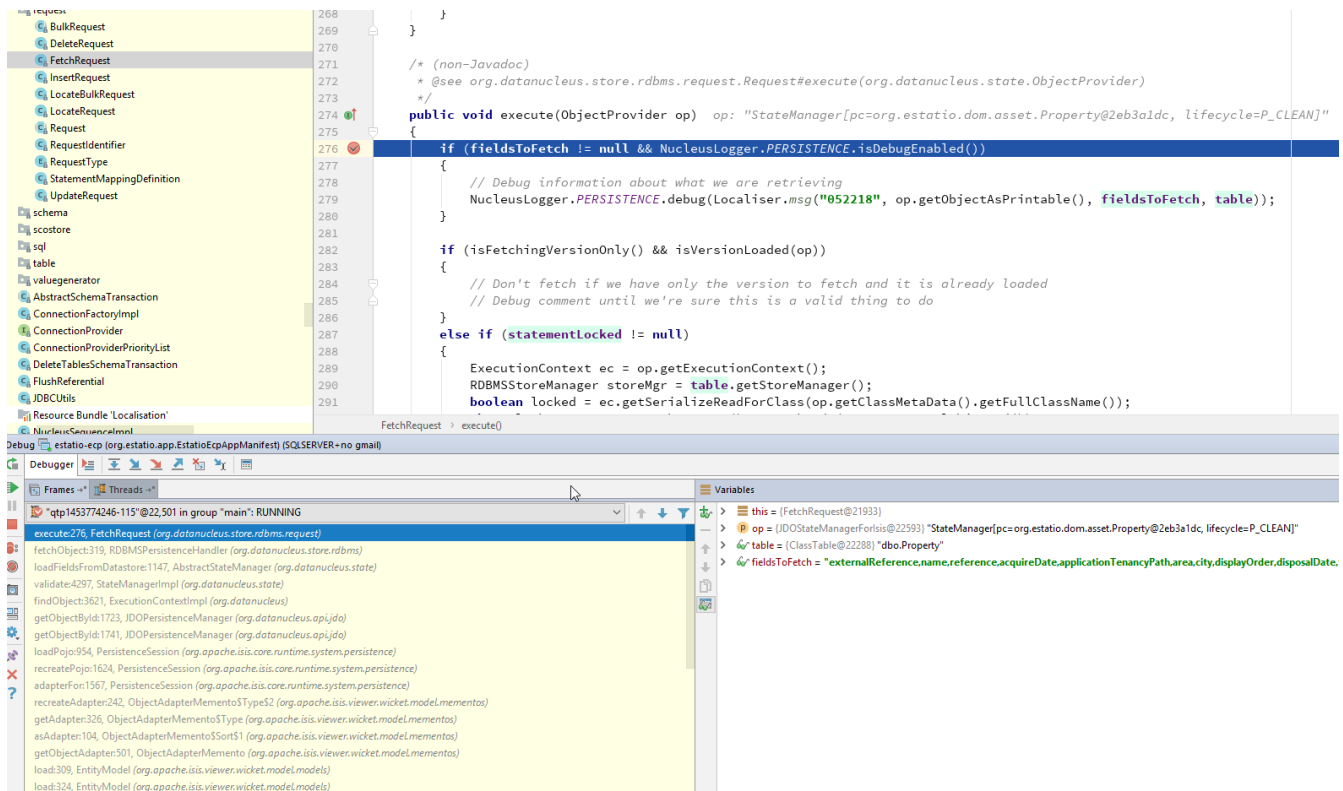 request
BulkRequest
DeleteRequest
FetchRequest
InsertRequest
LocateBulkRequest
LocateRequest
Request
RequestIdentifier
RequestType
StatementMappingDefinition
UpdateRequest
schema
scostore
sql
table
valuegenerator
AbstractSchemaTransaction
ConnectionFactoryImpl
ConnectionProvider
ConnectionProviderPriorityList
DeleteTablesSchemaTransaction
FlushReferential
JDBCUtils
Resource Bundle 'Localisation'
NucleusSequenceImpl
268 }
269 }
270
271 /* (non-Javadoc)
272 * @see org.datanucleus.store.rdbms.request.Request#execute(org.datanucleus.state.ObjectProvider)
273 */
274 public void execute(ObjectProvider op) op: "StateManager[pc=org.estatio.dom.asset.Property@2eb3a1dc, lifecycle=P_CLEAN]"
275 {
276 if (fieldsToFetch != null && NucleusLogger.PERSISTENCE.isDebugEnabled())
277 {
278 // Debug information about what we are retrieving
279 NucleusLogger.PERSISTENCE.debug(Localiser.msg("052218", op.getObjectAsPrintable(), fieldsToFetch, table));
280 }
281
282 if (isFetchingVersionOnly() && isVersionLoaded(op))
283 {
284 // Don't fetch if we have only the version to fetch and it is already loaded
285 // Debug comment until we're sure this is a valid thing to do
286 }
287 else if (statementLocked != null)
288 {
289 ExecutionContext ec = op.getExecutionContext();
290 RDBMSStoreManager storeMgr = table.getStoreManager();
291 boolean locked = ec.getSerializeReadForClass(op.getClassMetaData().getFullClassName());
FetchRequest > execute()
Debug estatio-ecp (org.estatio.app.EstatioEcpAppManifest) (SQLSERVER+no gmail)
Debugger
Frames Threads
"qtp1453774246-115"@22,501 in group "main": RUNNING
execute:276, FetchRequest (org.datanucleus.store.rdbms.request)
fetchObject:319, RDBMSPersistenceHandler (org.datanucleus.store.rdbms)
loadFieldsFromDatastore:1147, AbstractStateManager (org.datanucleus.state)
validate:4297, StateManagerImpl (org.datanucleus.state)
findObject:3621, ExecutionContextImpl (org.datanucleus)
getObjectById:1723, JDOPersistenceManager (org.datanucleus.api.jdo)
getObjectById:1741, JDOPersistenceManager (org.datanucleus.api.jdo)
loadPojo:954, PersistenceSession (org.apache.isis.core.runtime.system.persistence)
recreatePojo:1624, PersistenceSession (org.apache.isis.core.runtime.system.persistence)
adapterFor:1567, PersistenceSession (org.apache.isis.core.runtime.system.persistence)
recreateAdapter:242, ObjectAdapterMemento$Type$2 (org.apache.isis.viewer.wicket.model.mementos)
getAdapter:326, ObjectAdapterMemento$Type (org.apache.isis.viewer.wicket.model.mementos)
asAdapter:104, ObjectAdapterMemento$Sort$1 (org.apache.isis.viewer.wicket.model.mementos)
getObjectAdapter:501, ObjectAdapterMemento (org.apache.isis.viewer.wicket.model.mementos)
load:309, EntityModel (org.apache.isis.viewer.wicket.model.models)
load:324, EntityModel (org.apache.isis.viewer.wicket.model.models)
Variables
this = {FetchRequest@21933}
op = {JDOStateManagerForIsis@22593} "StateManager[pc=org.estatio.dom.asset.Property@2eb3a1dc, lifecycle=P_CLEAN]"
table = {ClassTable@22288} "dbo.Property"
fieldsToFetch = "externalReference,name,reference,acquireDate,applicationTenancyPath,area,city,displayOrder,disposalDate,